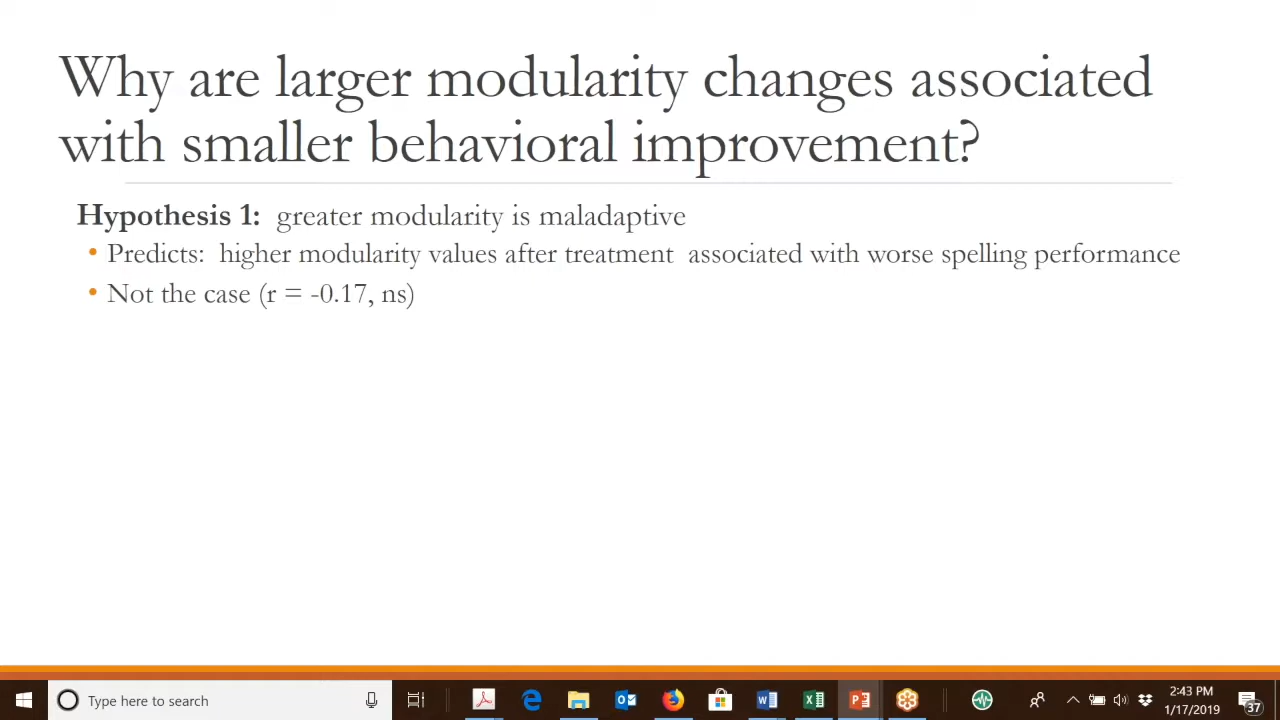 Why are larger modularity changes associated
with smaller behavioral improvement?
Hypothesis 1: greater modularity is maladaptive
• Predicts: higher modularity values after treatment associated with worse spelling performance
• Not the case (r = -0.17, ns)
Type here to search
2:43 PM
1/17/2019
37